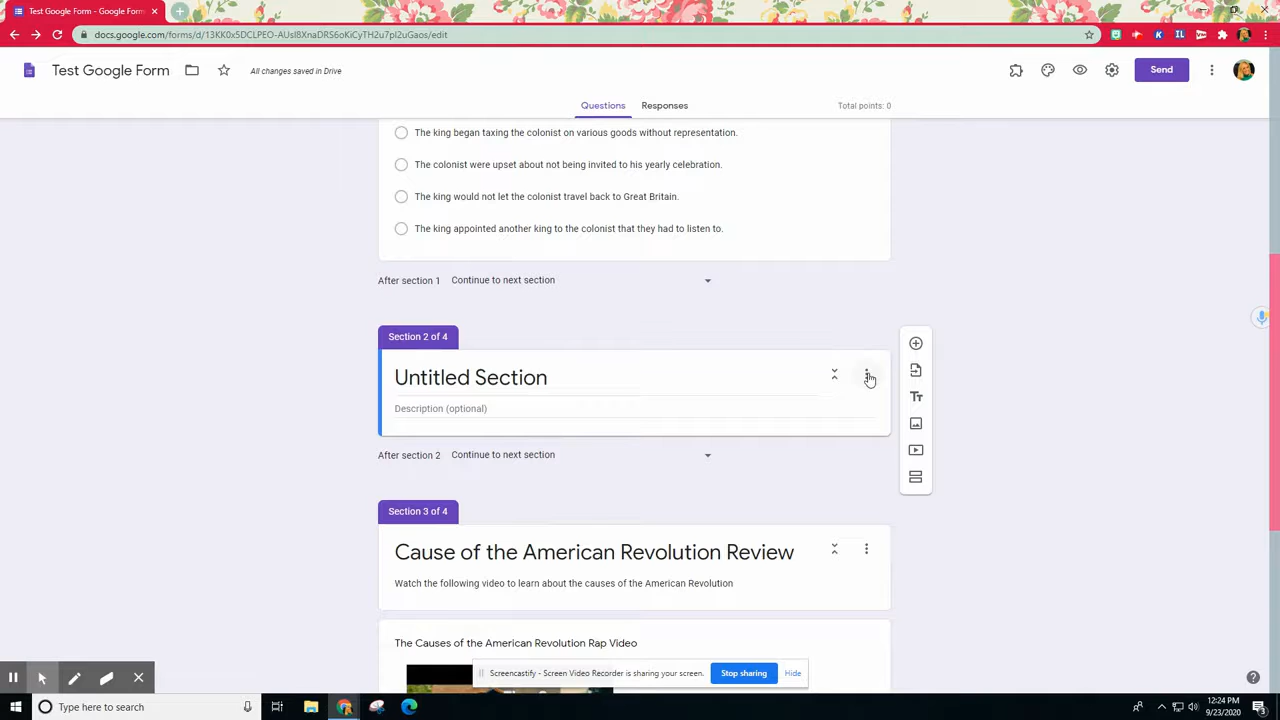 Test Google Form - Google Form
docs.google.com/forms/d/13KK0x5DCLPEO-AUsI8XnaDRS6oKiCyTH2u7pI2uGaos/edit
Test Google Form
All changes saved in Drive
Send
Questions
Responses
Total points: 0
The king began taxing the colonist on various goods without representation.
The colonist were upset about not being invited to his yearly celebration.
The king would not let the colonist travel back to Great Britain.
The king appointed another king to the colonist that they had to listen to.
After section 1 Continue to next section
Section 2 of 4
Untitled Section
Description (optional)
Tt
After section 2 Continue to next section
Section 3 of 4
Cause of the American Revolution Review
Watch the following video to learn about the causes of the American Revolution
The Causes of the American Revolution Rap Video
Screencastify - Screen Video Recorder is sharing your screen. Stop sharing Hide
Type here to search
12:24 PM
9/23/2020